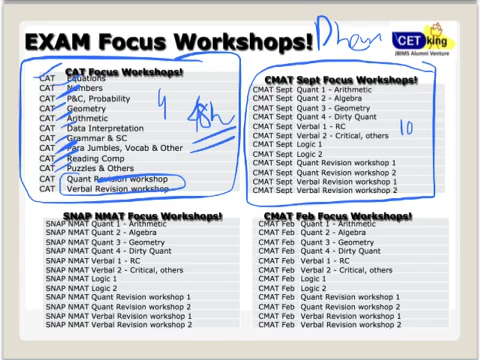 EXAM Focus Workshops!
CET king
JBIMS Alumni Venture
CAT Focus Workshops!
CAT Equations
CAT Numbers
CAT P&C, Probability
CAT Geometry
CAT Arithmetic
CAT Data Interpretation
CAT Grammar & SC
CAT Para Jumbles, Vocab & Other
CAT Reading Comp
CAT Puzzles & Others
CAT Quant Revision workshop
CAT Verbal Revision workshop
4
CMAT Sept Focus Workshops!
CMAT Sept Quant 1 - Arithmetic
CMAT Sept Quant 2 - Algebra
CMAT Sept Quant 3 - Geometry
CMAT Sept Quant 4 - Dirty Quant
CMAT Sept Verbal 1 - RC
CMAT Sept Verbal 2 - Critical, others
CMAT Sept Logic 1
CMAT Sept Logic 2
CMAT Sept Quant Revision workshop 1
CMAT Sept Quant Revision workshop 2
CMAT Sept Verbal Revision workshop 1
CMAT Sept Verbal Revision workshop 2
10
SNAP NMAT Focus Workshops!
SNAP NMAT Quant 1 - Arithmetic
SNAP NMAT Quant 2 - Algebra
SNAP NMAT Quant 3 - Geometry
SNAP NMAT Quant 4 - Dirty Quant
SNAP NMAT Verbal 1 - RC
SNAP NMAT Verbal 2 - Critical, others
SNAP NMAT Logic 1
SNAP NMAT Logic 2
SNAP NMAT Quant Revision workshop 1
SNAP NMAT Quant Revision workshop 2
SNAP NMAT Verbal Revision workshop 1
SNAP NMAT Verbal Revision workshop 2
CMAT Feb Focus Workshops!
CMAT Feb Quant 1 - Arithmetic
CMAT Feb Quant 2 - Algebra
CMAT Feb Quant 3 - Geometry
CMAT Feb Quant 4 - Dirty Quant
CMAT Feb Verbal 1 - RC
CMAT Feb Verbal 2 - Critical, others
CMAT Feb Logic 1
CMAT Feb Logic 2
CMAT Feb Quant Revision workshop 1
CMAT Feb Quant Revision workshop 2
CMAT Feb Verbal Revision workshop 1
CMAT Feb Verbal Revision workshop 2